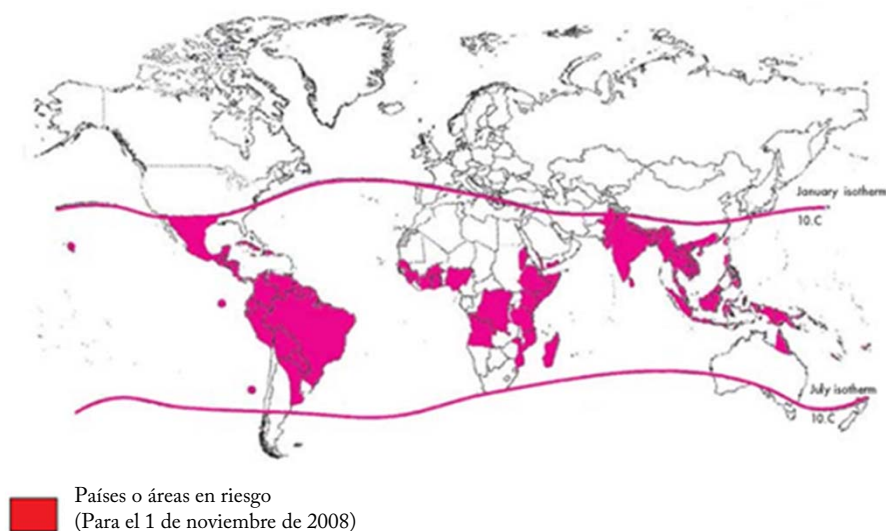 January isotherm
10.C
July isotherm
10.C
Países o áreas en riesgo
(Para el 1 de noviembre de 2008)